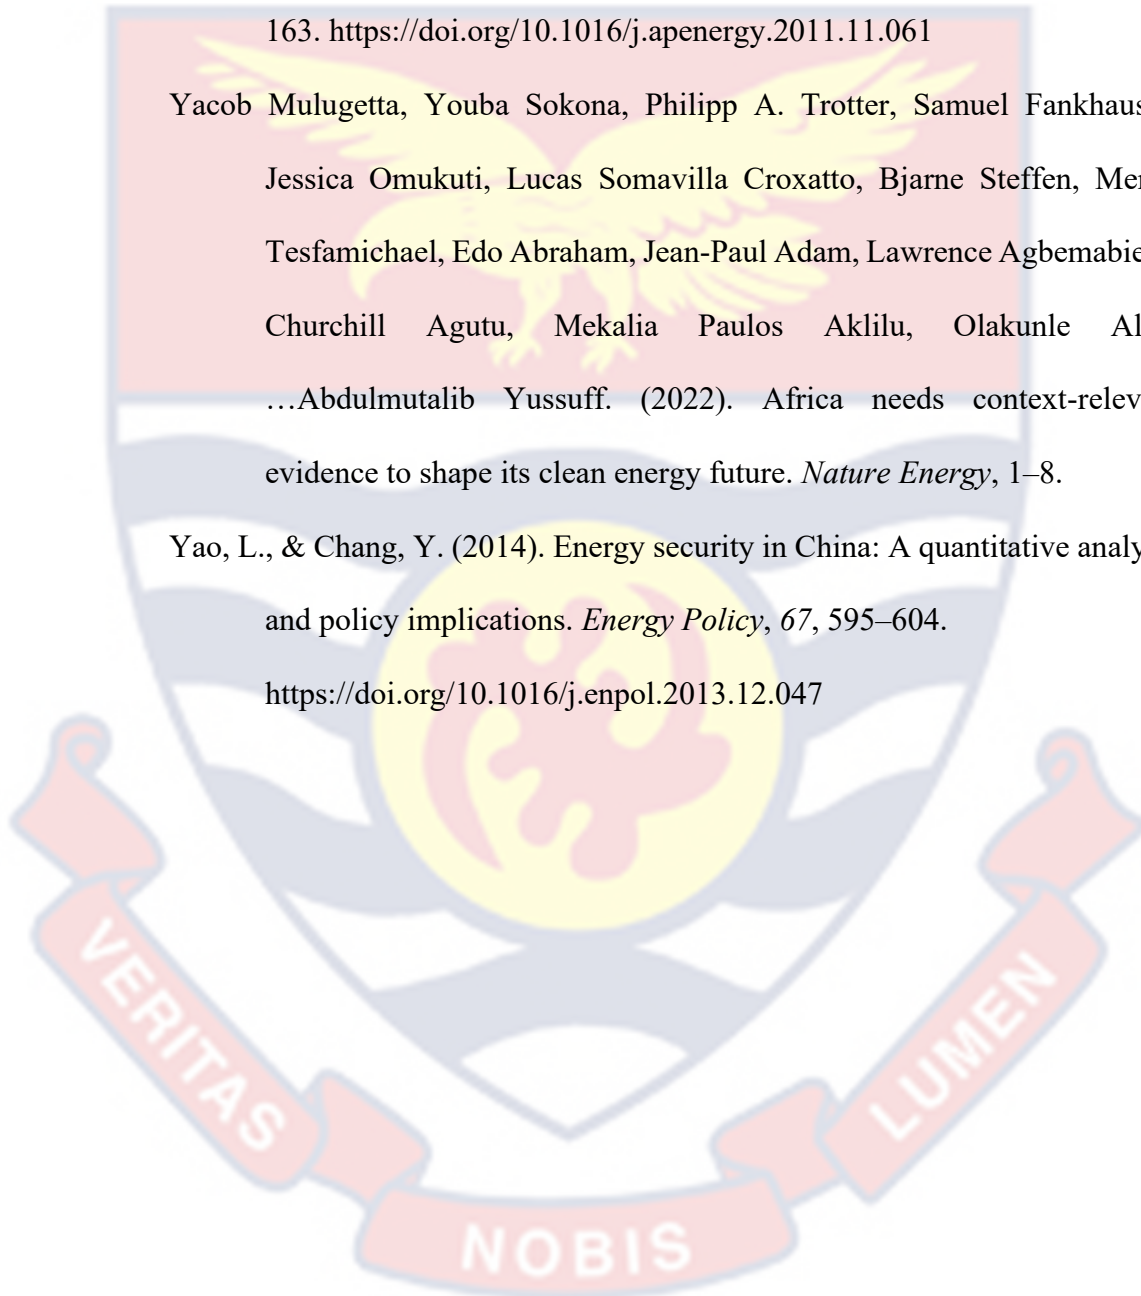 163. https://doi.org/10.1016/j.apenergy.2011.11.061
Yacob Mulugetta, Youba Sokona, Philipp A. Trotter, Samuel Fankhaus
Jessica Omukuti, Lucas Somavilla Croxatto, Bjarne Steffen, Mer
Tesfamichael, Edo Abraham, Jean-Paul Adam, Lawrence Agbemabie
Churchill Agutu, Mekalia Paulos Aklilu, Olakunle Al
…Abdulmutalib Yussuff. (2022). Africa needs context-relev
evidence to shape its clean energy future. Nature Energy, 1–8.
Yao, L., & Chang, Y. (2014). Energy security in China: A quantitative analy
and policy implications. Energy Policy, 67, 595–604.
https://doi.org/10.1016/j.enpol.2013.12.047
VERITAS
NOBIS
LUMEN